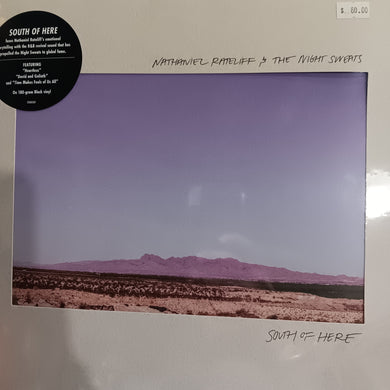 SOUTH OF HERE
fuses Nathaniel Rateliff's emotional
storytelling with the R&B revival sound that has
propelled the Night Sweats to global fame.
FEATURING
"Heartless"
"David and Goliath"
and "Time Makes Fools of Us All"
On 180-gram black vinyl
$ 60.00
NATHANIEL RATELIFF & THE NIGHT SWEATS
SOUTH OF HERE